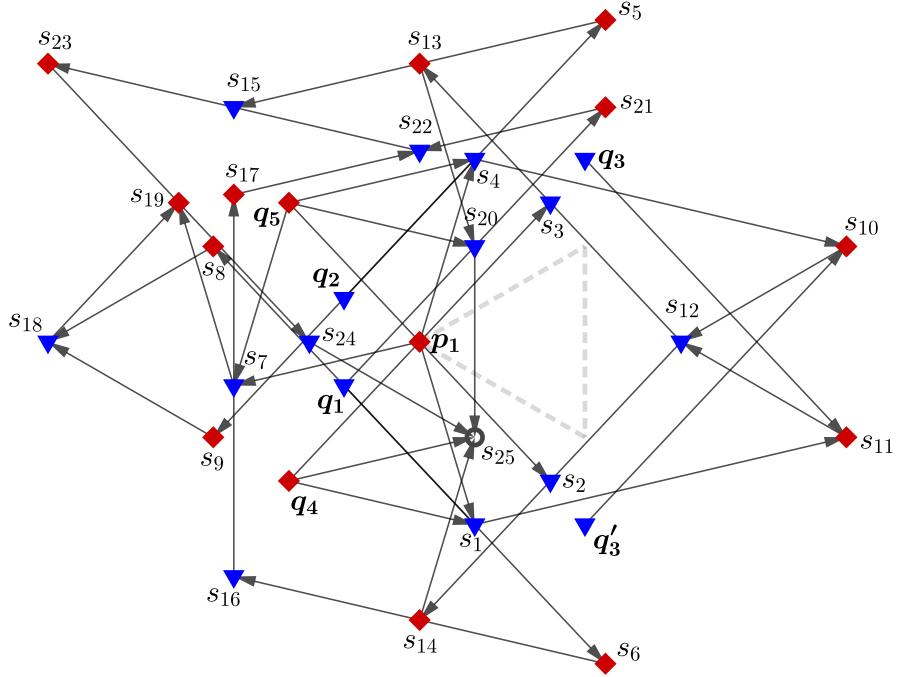 s₅
s₂₃
s₁₃
s₁₅
s₂₁
s₂₂
q₃
s₄
s₁₇
s₁₉
q₅
s₂₀
s₃
s₁₀
s₈
q₂
s₁₂
s₁₈
s₂₄
p₁
s₇
q₁
s₁₁
s₉
s₂₅
s₂
q₄
s₁
q₃′
s₁₆
s₁₄
s₆